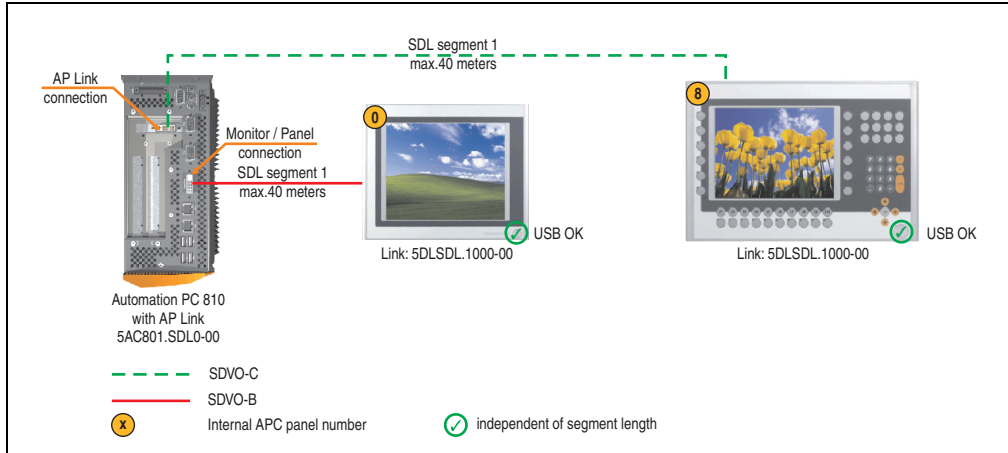 SDL segment 1
max.40 meters
AP Link
connection
8
0
Monitor / Panel
connection
SDL segment 1
max.40 meters
USB OK
USB OK
Link: 5DLSDL.1000-00
Link: 5DLSDL.1000-00
Automation PC 810
with AP Link
5AC801.SDL0-00
SDVO-C
SDVO-B
x Internal APC panel number
independent of segment length